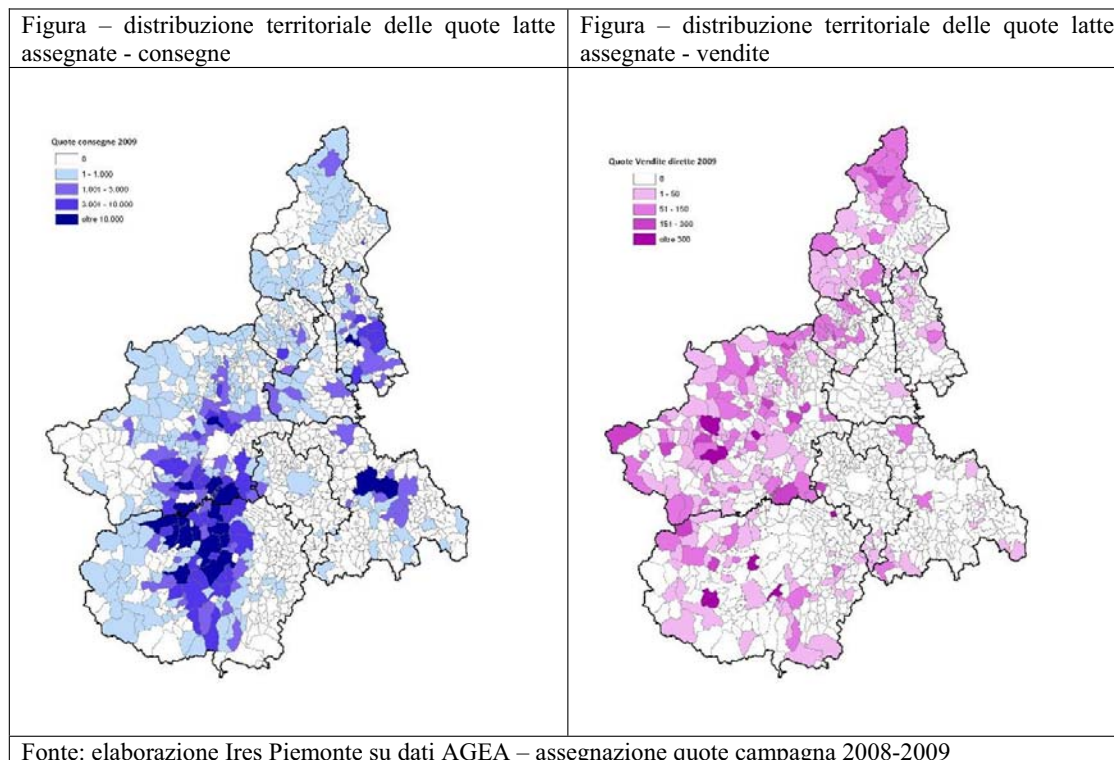 Figura – distribuzione territoriale delle quote latte
assegnate - consegne
Figura – distribuzione territoriale delle quote latte
assegnate - vendite
Quote consegne 2009
0
1 - 1.000
1.001 - 3.000
3.001 - 10.000
oltre 10.000
Quote Vendite dirette 2009
0
1 - 50
51 - 150
151 - 300
oltre 300
Fonte: elaborazione Ires Piemonte su dati AGEA – assegnazione quote campagna 2008-2009